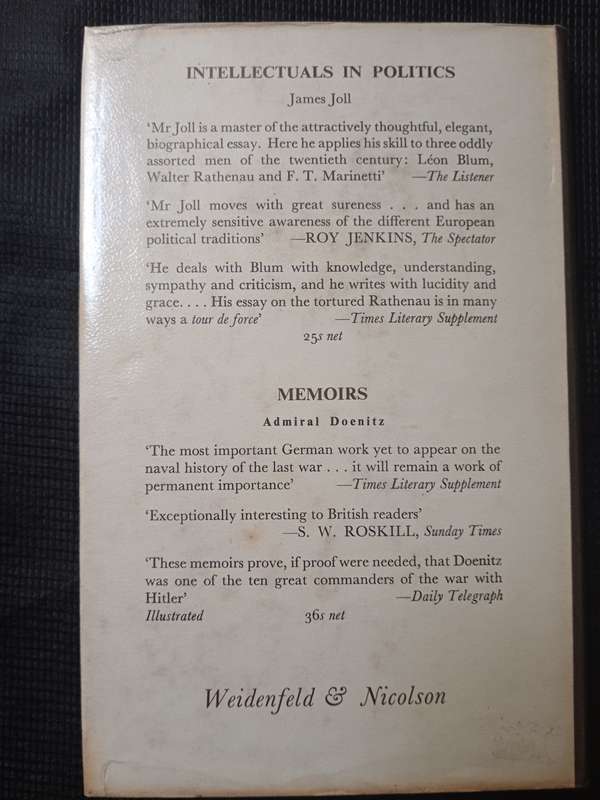 INTELLECTUALS IN POLITICS
James Joll
‘Mr Joll is a master of the attractively thoughtful, elegant,
biographical essay. Here he applies his skill to three oddly
assorted men of the twentieth century: Léon Blum,
Walter Rathenau and F. T. Marinetti’ —The Listener
‘Mr Joll moves with great sureness . . . and has an
extremely sensitive awareness of the different European
political traditions’ —ROY JENKINS, The Spectator
‘He deals with Blum with knowledge, understanding,
sympathy and criticism, and he writes with lucidity and
grace. . . . His essay on the tortured Rathenau is in many
ways a tour de force’ —Times Literary Supplement
25s net
MEMOIRS
Admiral Doenitz
‘The most important German work yet to appear on the
naval history of the last war . . . it will remain a work of
permanent importance’ —Times Literary Supplement
‘Exceptionally interesting to British readers’
—S. W. ROSKILL, Sunday Times
‘These memoirs prove, if proof were needed, that Doenitz
was one of the ten great commanders of the war with
Hitler’ —Daily Telegraph
Illustrated 36s net
Weidenfeld & Nicolson